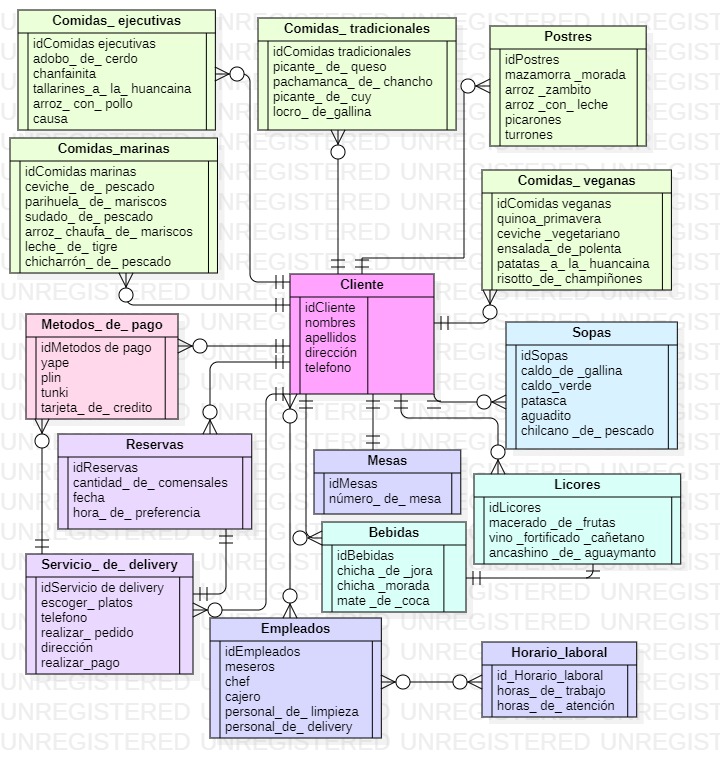 Comidas_ ejecutivas
idComidas ejecutivas
adobo_ de_ cerdo
chanfainita
tallarines_a_ la_ huancaina
arroz_ con_ pollo
causa
Comidas_ tradicionales
idComidas tradicionales
picante_ de_ queso
pachamanca_ de_ chancho
picante_ de_ cuy
locro_ de_gallina
Postres
idPostres
mazamorra _morada
arroz _zambito
arroz _con_ leche
picarones
turrones
Comidas_marinas
idComidas marinas
ceviche_ de_ pescado
parihuela_ de_ mariscos
sudado_ de_ pescado
arroz_ chaufa_ de_ mariscos
leche_ de_ tigre
chicharrón_ de_ pescado
Comidas_ veganas
idComidas veganas
quinoa_primavera
ceviche _vegetariano
ensalada_de_polenta
patatas_ a_ la_ huancaina
risotto_de_ champiñones
Cliente
idCliente
nombres
apellidos
dirección
telefono
Metodos_ de_ pago
idMetodos de pago
yape
plin
tunki
tarjeta_ de_ credito
Sopas
idSopas
caldo_de _gallina
caldo_verde
patasca
aguadito
chilcano _de_ pescado
Reservas
idReservas
cantidad_ de_ comensales
fecha
hora_ de_ preferencia
Mesas
idMesas
número_ de_ mesa
Licores
idLicores
macerado _de _frutas
vino _fortificado _cañetano
ancashino _de_ aguaymanto
Bebidas
idBebidas
chicha _de _jora
chicha _morada
mate _de _coca
Servicio_ de_ delivery
idServicio de delivery
escoger_ platos
telefono
realizar_ pedido
dirección
realizar_pago
Empleados
idEmpleados
meseros
chef
cajero
personal_ de_ limpieza
personal_de_ delivery
Horario_laboral
id_Horario_laboral
horas_ de_ trabajo
horas_ de_ atención